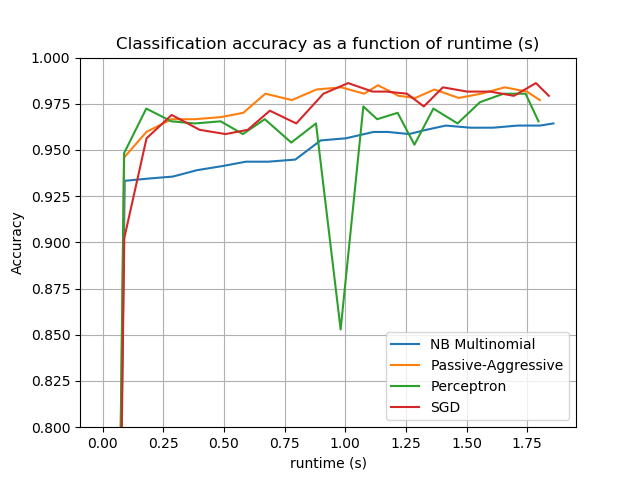 Classification accuracy as a function of runtime (s)
1.000
0.975
0.950
0.925
0.900
0.875
0.850
0.825
0.800
Accuracy
NB Multinomial
Passive-Aggressive
Perceptron
SGD
0.00 0.25 0.50 0.75 1.00 1.25 1.50 1.75
runtime (s)